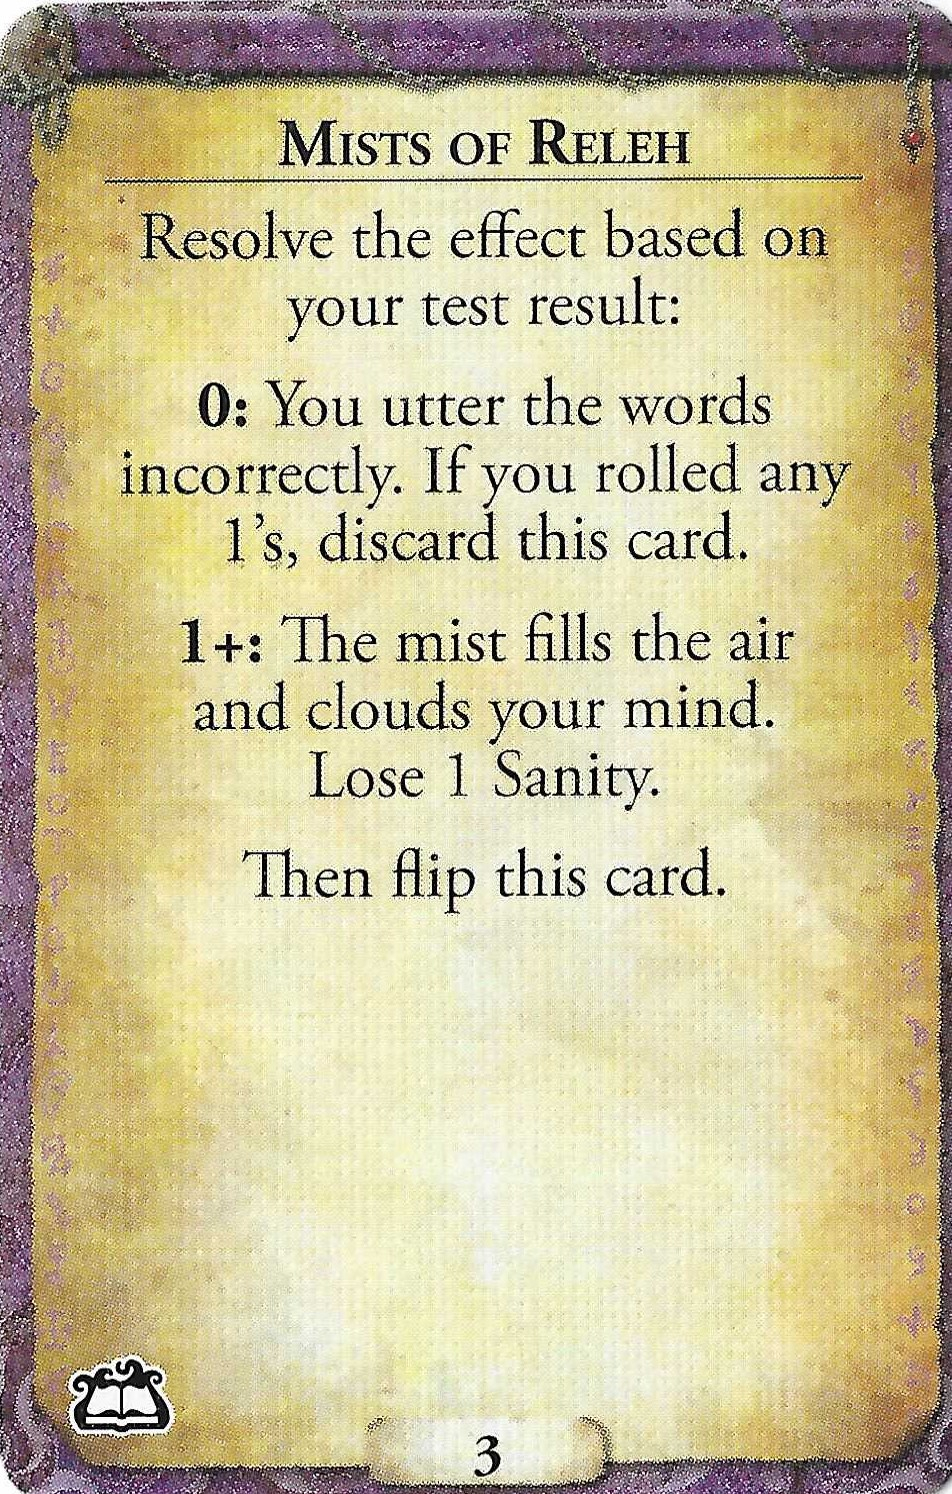 MISTS OF RELEH
Resolve the effect based on
your test result:
0: You utter the words
incorrectly. If you rolled any
1's, discard this card.
1+: The mist fills the air
and clouds your mind.
Lose 1 Sanity.
Then flip this card.
3